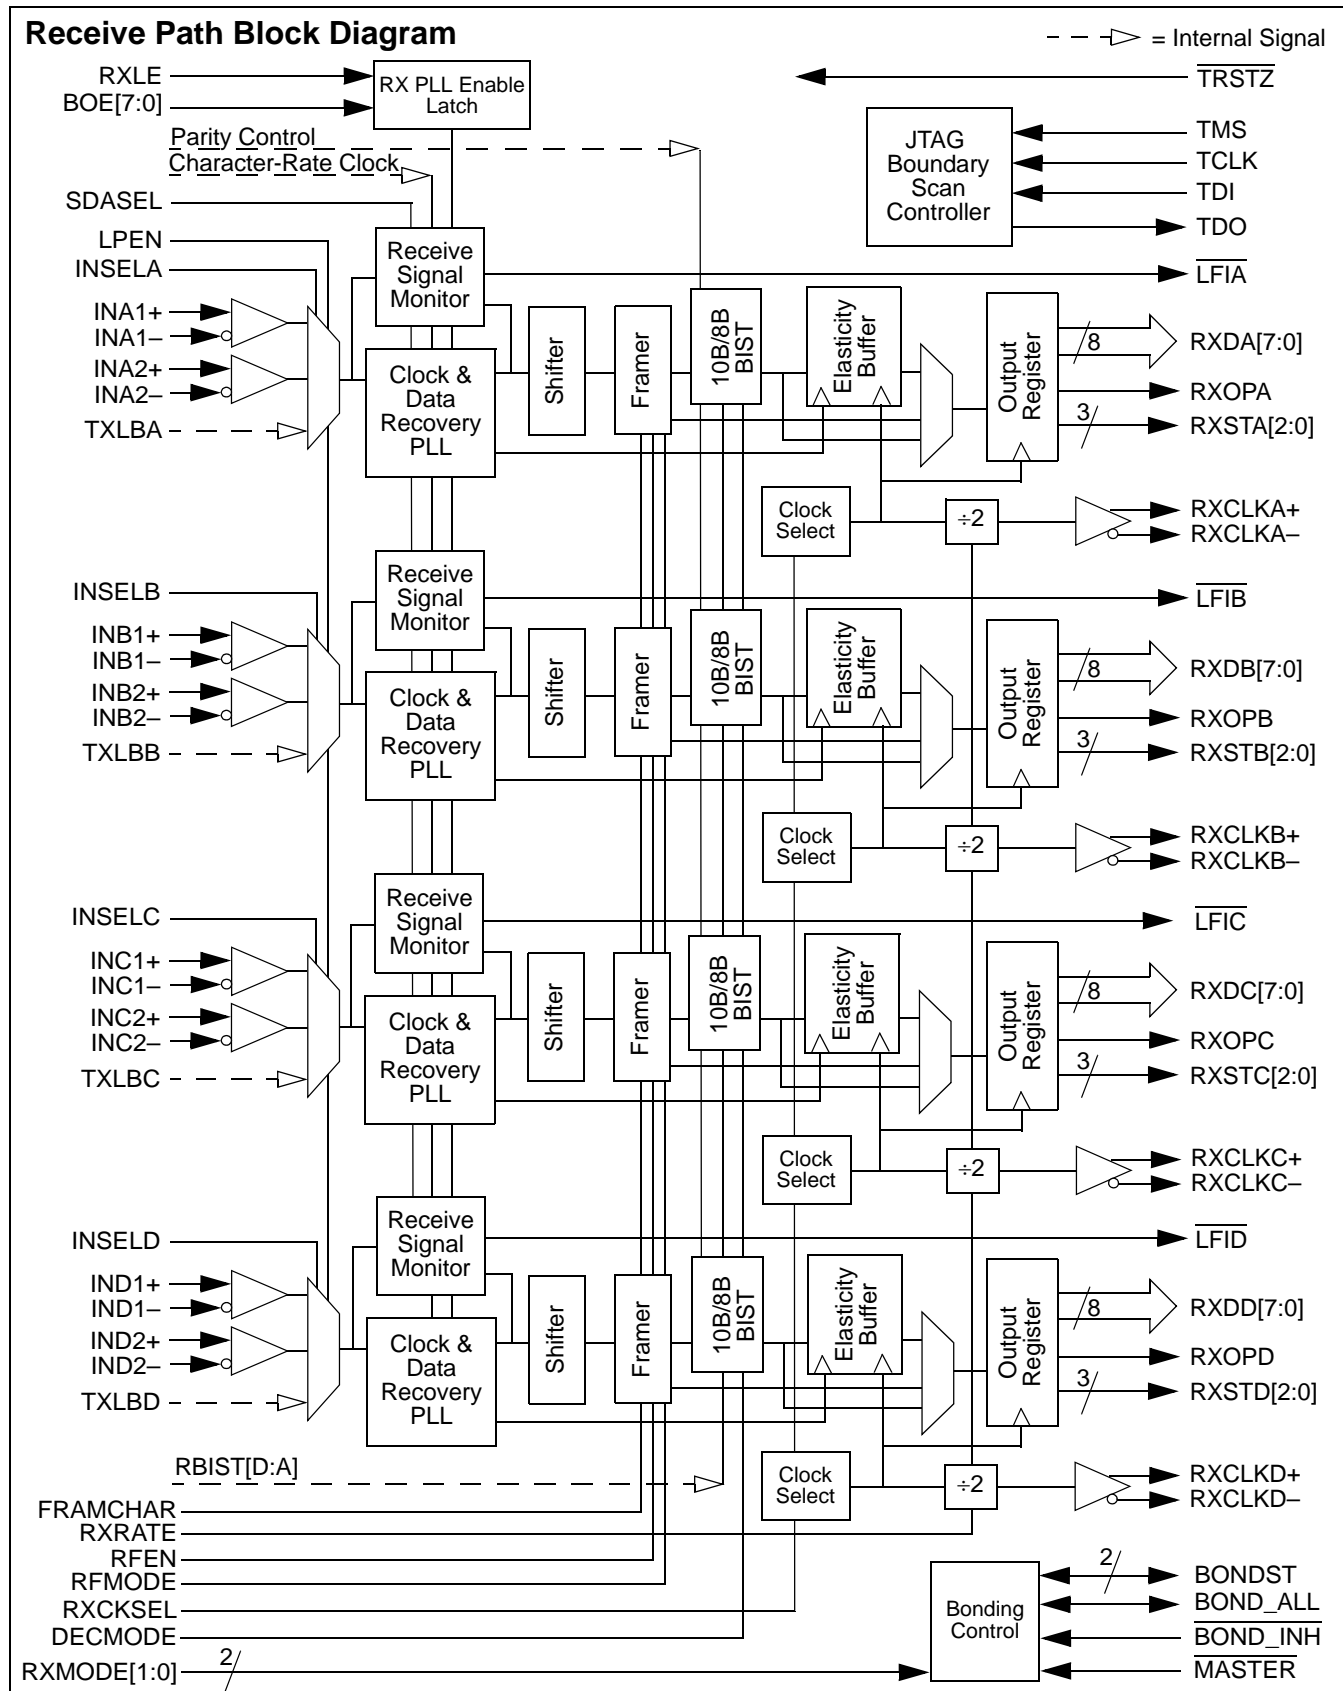 Receive Path Block Diagram
= Internal Signal
RXLE
BOE[7:0]
RX PLL Enable
Latch
TRSTZ
Parity Control
Character-Rate Clock
JTAG
Boundary
Scan
Controller
TMS
TCLK
TDI
TDO
SDASEL
LPEN
INSELA
INA1+
INA1–
INA2+
INA2–
TXLBA
Receive
Signal
Monitor
Clock &
Data
Recovery
PLL
Shifter
Framer
10B/8B
BIST
Elasticity
Buffer
Output
Register
LFIA
8
RXDA[7:0]
RXOPA
3
RXSTA[2:0]
Clock
Select
÷2
RXCLKA+
RXCLKA–
INSELB
INB1+
INB1–
INB2+
INB2–
TXLBB
Receive
Signal
Monitor
Clock &
Data
Recovery
PLL
Shifter
Framer
10B/8B
BIST
Elasticity
Buffer
Output
Register
LFIB
8
RXDB[7:0]
RXOPB
3
RXSTB[2:0]
Clock
Select
÷2
RXCLKB+
RXCLKB–
INSELC
INC1+
INC1–
INC2+
INC2–
TXLBC
Receive
Signal
Monitor
Clock &
Data
Recovery
PLL
Shifter
Framer
10B/8B
BIST
Elasticity
Buffer
Output
Register
LFIC
8
RXDC[7:0]
RXOPC
3
RXSTC[2:0]
Clock
Select
÷2
RXCLKC+
RXCLKC–
INSELD
IND1+
IND1–
IND2+
IND2–
TXLBD
Receive
Signal
Monitor
Clock &
Data
Recovery
PLL
Shifter
Framer
10B/8B
BIST
Elasticity
Buffer
Output
Register
LFID
8
RXDD[7:0]
RXOPD
3
RXSTD[2:0]
Clock
Select
÷2
RXCLKD+
RXCLKD–
RBIST[D:A]
FRAMCHAR
RXRATE
RFEN
RFMODE
RXCKSEL
DECMODE
RXMODE[1:0]
2
Bonding
Control
2
BONDST
BOND_ALL
BOND_INH
MASTER